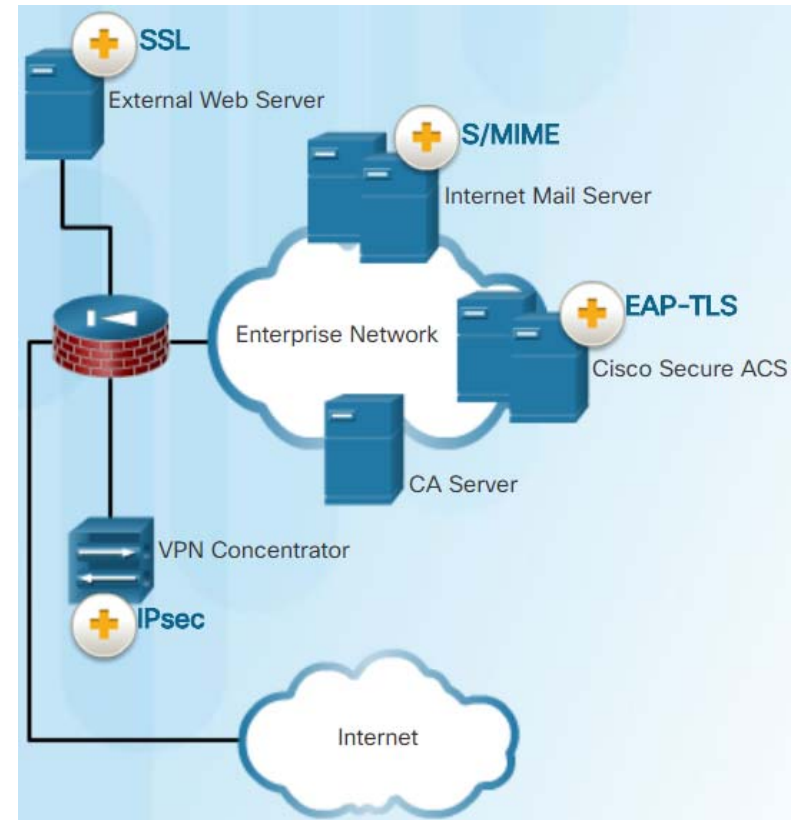 SSL
External Web Server
S/MIME
Internet Mail Server
EAP-TLS
Enterprise Network
Cisco Secure ACS
CA Server
VPN Concentrator
IPsec
Internet